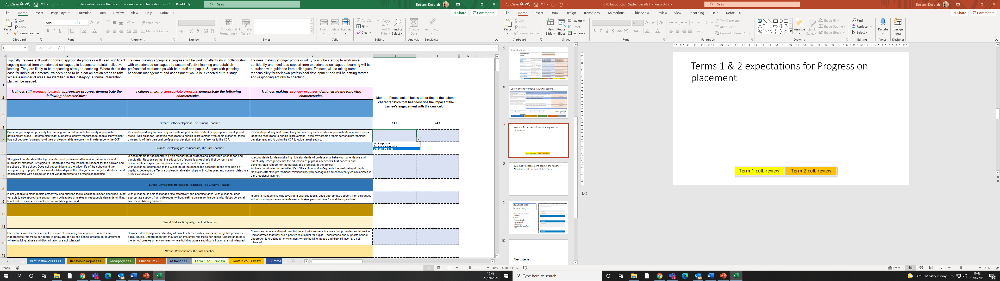 AutoSave Off
Collaborative Review Document - working version for editing 12-9-21 - Read-Only
Search
Roberts, Deborah
File Home Insert Page Layout Formulas Data Review View Help Kofax PDF
Share Comments
Paste
Cut
Copy
Format Painter
Arial 11
Wrap Text
Merge & Center
Conditional Formatting
Format as Table
Insert Delete Format
AutoSum
Fill
Clear
Sort & Filter
Find & Select
Analyze Data
Sensitivity
Clipboard Font Alignment Number Styles Cells Editing Analysis Sensitivity
H5
C E G H I K L
Typically trainees still working toward appropriate progress will need significant
ongoing support from experienced colleagues in lessons to maintain effective
learning. They are likely to be responding slowly to coaching. Where this is the
case for individual elements, trainees need to be clear on action steps to take.
Where a number of areas are identified in this category, a formal intervention
plan will be needed.
Trainees making appropriate progress will be working effectviely in collaboration
with experienced colleagues to sustain effective learning and establish
professional relationships with both staff and pupils. Support with planning,
behaviour management and assessment would be expected at this stage.
Trainees making stronger progress will typically be starting to work more
confidently and need less support from experienced colleagues. Learning will be
sustained with guidance from colleagues. Trainees will be taking some
responsibility for their own professional development and will be setting targets
and responding actively to coaching.
1
2
Trainees still working towards appropriate progress demonstrate the
following characteristics:
Trainees making appropriate progress demonstrate the following
characteristics:
Trainees making stronger progress demonstrate the following
characteristics:
Mentor - Please select below according to the column
characteristics that best describe the impact of the
trainee's engagement with the curriculum.
3
4
Strand: Self-development, The Curious Teacher
AP1 AP2
5
Does not yet respond postively to coaching and is not yet able to identify appropriate
development steps. Requires significant support to identify resources to enable improvement.
Has not yet taken ownership of their professional development with reference to the CCF.
Responds postively to coaching and with support is able to identify appropriate development
steps. With guidance, identifies resources to enable improvement. With some guidance, takes
ownership of their personal professional development with reference to the CCF.
Responds positively and pro-actively to coaching and identifies appropriate development steps.
Identifies resources to enable improvement. Takes ownership of their personal professional
development and is using the CCF to guide target setting.
Working towards
Appropriate progress
Stronger progress
6
Strand: Developing professionalism, The Just Teacher
7
Struggles to understand the high standards of professional behaviour, attendance and
punctuality expected. Struggles to understand the requirement to respect for the policies and
practices of the school. Does not yet contribute to the wider life of the school and the
safeguarding of pupils. Professional relationships with colleagues are not yet established and
communciation with colleagues is not yet appropriate to a professional setting.
Is accountable for demonstrating high standards of professional behaviour, attendance and
punctuality. Recognises that the education of pupils is a teacher's first concern and
demonstrates respect for the policies and practices of the school.
With guidance, contributes to the wider life of the school and safeguards the well-being of
pupils. Is developing effective professional relationships with colleagues and communciates in a
professional manner.
Is accountable for demonstrating high standards of professional behaviour, attendance and
punctuality. Recognises that the education of pupils is a teacher's first concern and
demonstrates respect for the policies and practices of the school.
Actively contributes to the wider life of the school and safeguards the well-being of pupils.
Maintains effective professional relationships with colleagues and consistently communciates in
a professional manner.
8
Strand: Developing professional resilience, The Creative Teacher
9
Is not yet able to manage time effectively and prioritise tasks leading to missed deadlines. Is not
yet able to use appropriate support from colleagues or makes unreasaonble demands on time.
Is not able to makes personal time for well-being and rest.
With guidance, is able to manage time effectively and prioritise tasks. With guidance, uses
appropriate support from colleagues without making unreasaonble demands. Makes personal
time for well-being and rest.
Is able to manage time effectively and prioritise tasks. Uses appropriate support from colleagues
without making unreasonable demands. Makes personal time for well-being and rest.
10
11
Strand: Values & Equality, the Just Teacher
12
Interactions with learners are not effective at promoting social justice. Presents an
inappropriate role model for pupils. Is unaware of how the school creates an environment
where bullying, abuse and discrimination are not tolerated.
Shows a developing understanding of how to interact with learners in a way that promotes
social justice. Understands that they are an influential role model for pupils. Understands how
the school creates an environment where bullying, abuse and discrimination are not tolerated.
Shows an understanding of how to interact with learners in a way that promotes social justice.
Demonstrates that they are a postive role model for pupils. Understands and supports school
appproach to creating an environment where bullying, abuse and discrimination are not
tolerated.
13
Strand: Relationships, the Just Teacher
Prof. behaviours CCF Behaviour mgmt CCF Pedagogy CCF Curriculum CCF Assmnt CCF Term 1 coll. review Term 2 coll. review SummAs ...
Ready
80%
16:42
21/09/2021
AutoSave Off
CRD Introduction September 2021 - Read-Only
Search
Roberts, Deborah
File Home Insert Draw Design Transitions Animations Slide Show Review View Recording Help Kofax PDF
Share Comments
Paste
Cut
Copy
Format Painter
New Slide
Reuse Slides
Layout
Reset
Section
12
Text Direction
Align Text
Convert to SmartArt
Arrange
Quick Styles
Shape Fill
Shape Outline
Shape Effects
Find
Replace
Select
Dictate
Design Ideas
Clipboard Slides Font Paragraph Drawing Editing Voice Designer
5
Introduction
6
Core Content Framework (CCF) sections
Learn that statements
Learn how statements
7
Terms 1 & 2 expectations for Progress on
placement
Term 1 coll. review Term 2 coll. review
8
Summative Assessment against the Teacher
Standards – at the end of the course
9
Qualtrics: Half-
termly progress
10
Next steps
Terms 1 & 2 expectations for Progress on
placement
Term 1 coll. review Term 2 coll. review
DR
Slide 7 of 12
Notes
71%
Type here to search
20°C Mostly sunny
16:42
21/09/2021
20